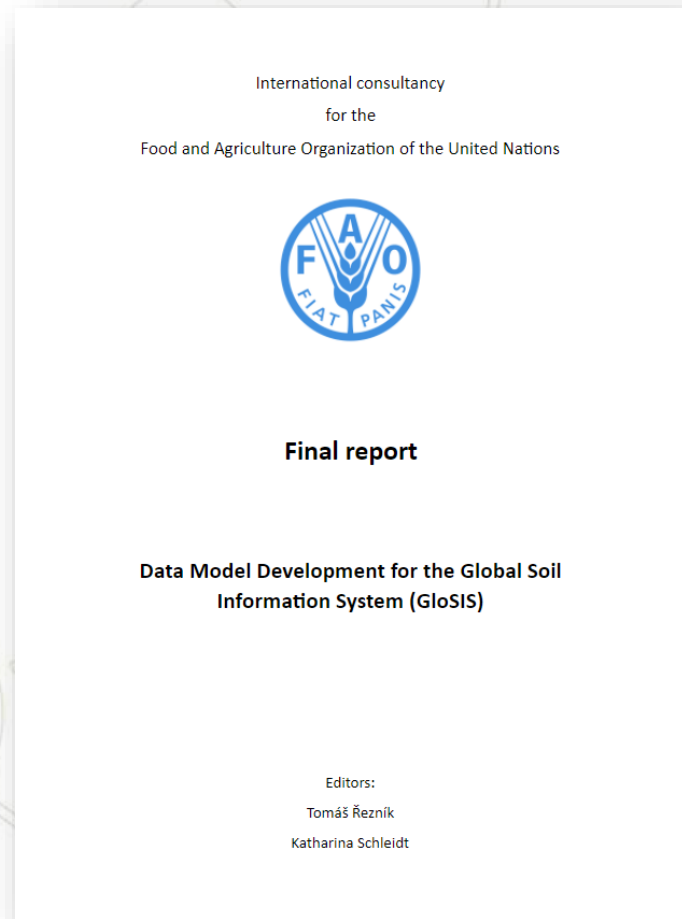 International consultancy
for the
Food and Agriculture Organization of the United Nations
F A O
FIAT PANIS
Final report
Data Model Development for the Global Soil
Information System (GloSIS)
Editors:
Tomáš Řezník
Katharina Schleidt